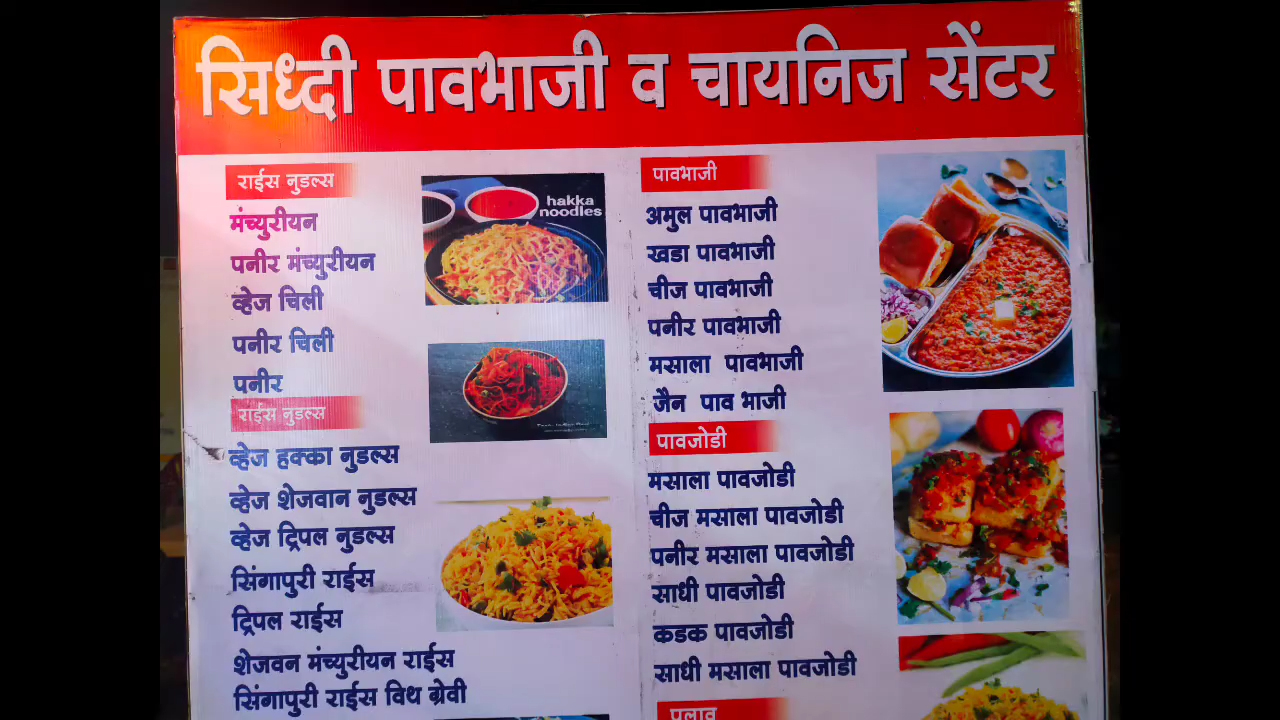 सिध्दी पावभाजी व चायनिज सेंटर
राईस नुडल्स
मंच्युरीयन
पनीर मंच्युरीयन
व्हेज चिली
पनीर चिली
पनीर
राईस नुडल्स
व्हेज हक्का नुडल्स
व्हेज शेजवान नुडल्स
व्हेज ट्रिपल नुडल्स
सिंगापुरी राईस
ट्रिपल राईस
शेजवन मंच्युरीयन राईस
सिंगापुरी राईस विथ ग्रेवी
hakka
noodles
पावभाजी
अमुल पावभाजी
खडा पावभाजी
चीज पावभाजी
पनीर पावभाजी
मसाला पावभाजी
जैन पाव भाजी
पावजोडी
मसाला पावजोडी
चीज मसाला पावजोडी
पनीर मसाला पावजोडी
साधी पावजोडी
कडक पावजोडी
साधी मसाला पावजोडी
पुलाव